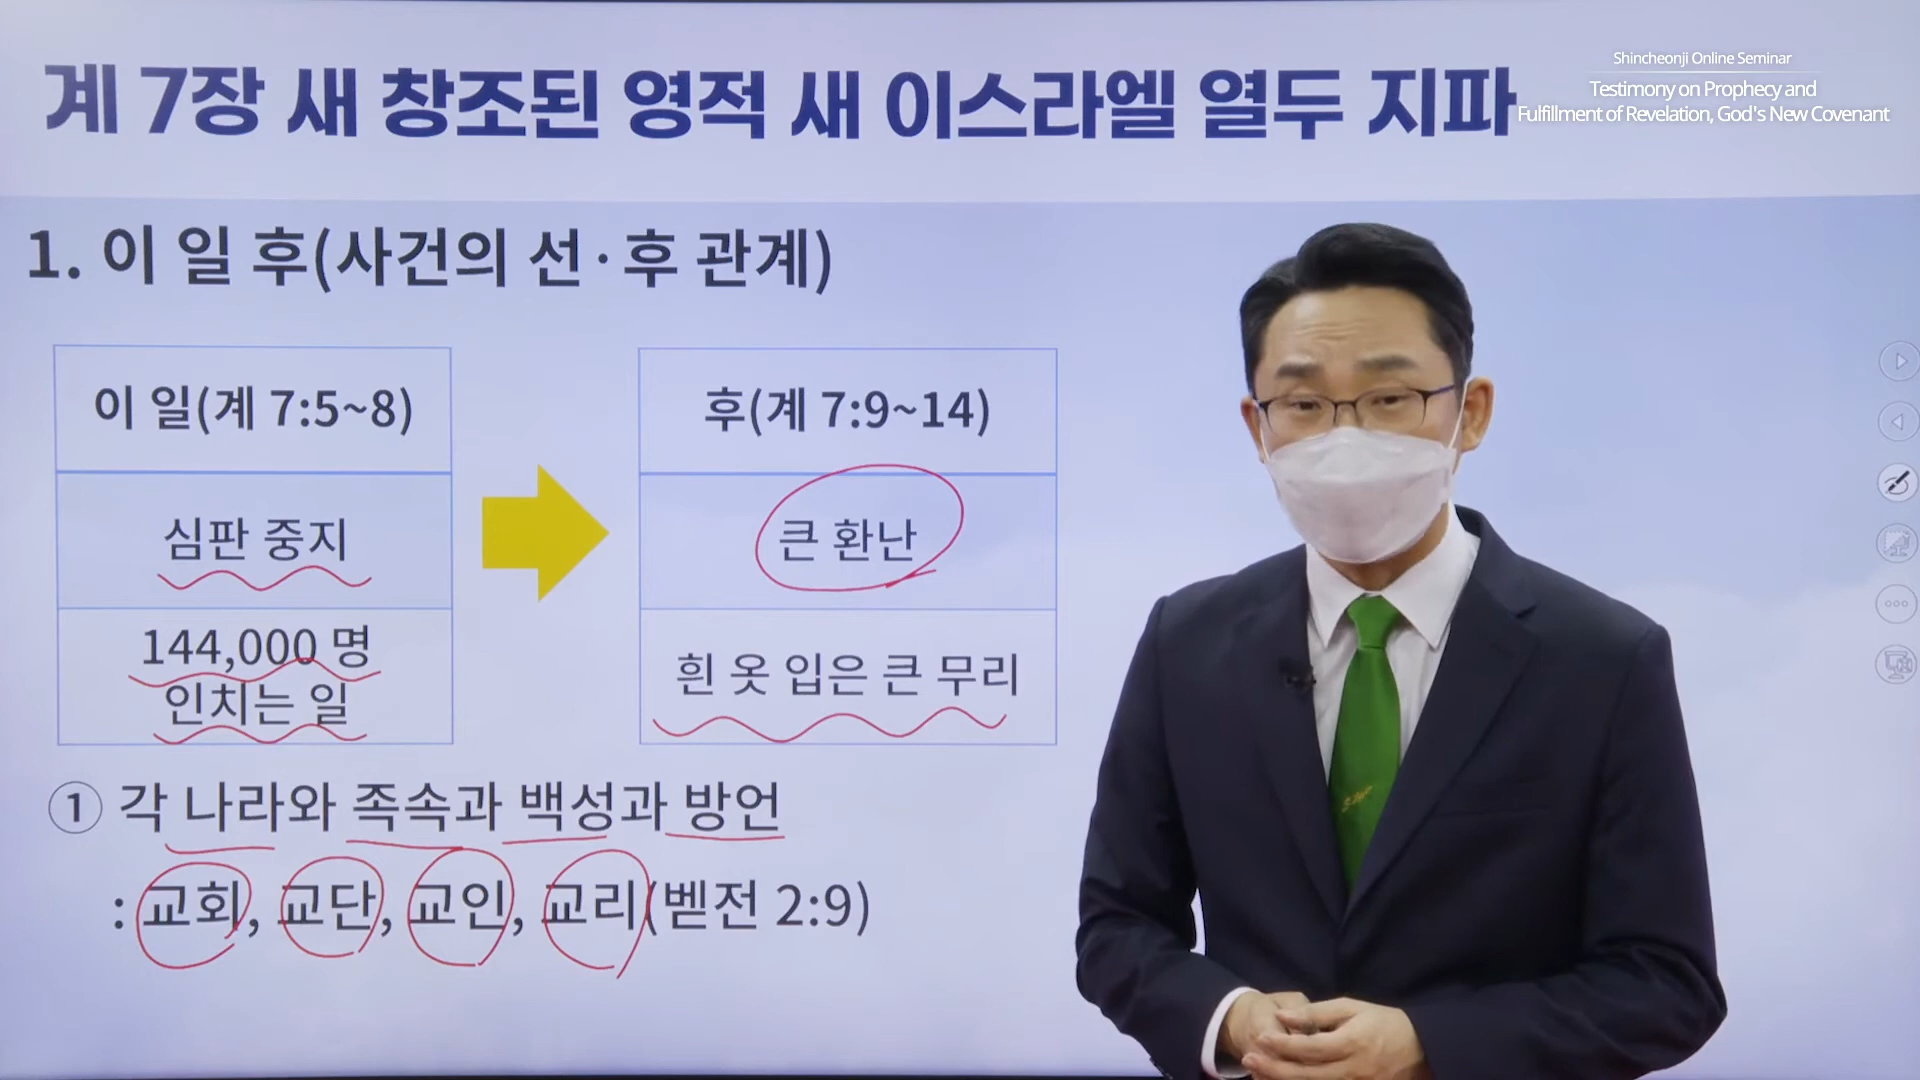 계 7장 새 창조된 영적 새 이스라엘 열두 지파
Shincheonji Online Seminar
Testimony on Prophecy and
Fulfillment of Revelation, God's New Covenant
1. 이 일 후(사건의 선·후 관계)
이 일(계 7:5~8)
심판 중지
144,000 명
인치는 일
후(계 7:9~14)
큰 환난
흰 옷 입은 큰 무리
① 각 나라와 족속과 백성과 방언
: 교회, 교단, 교인, 교리(벧전 2:9)